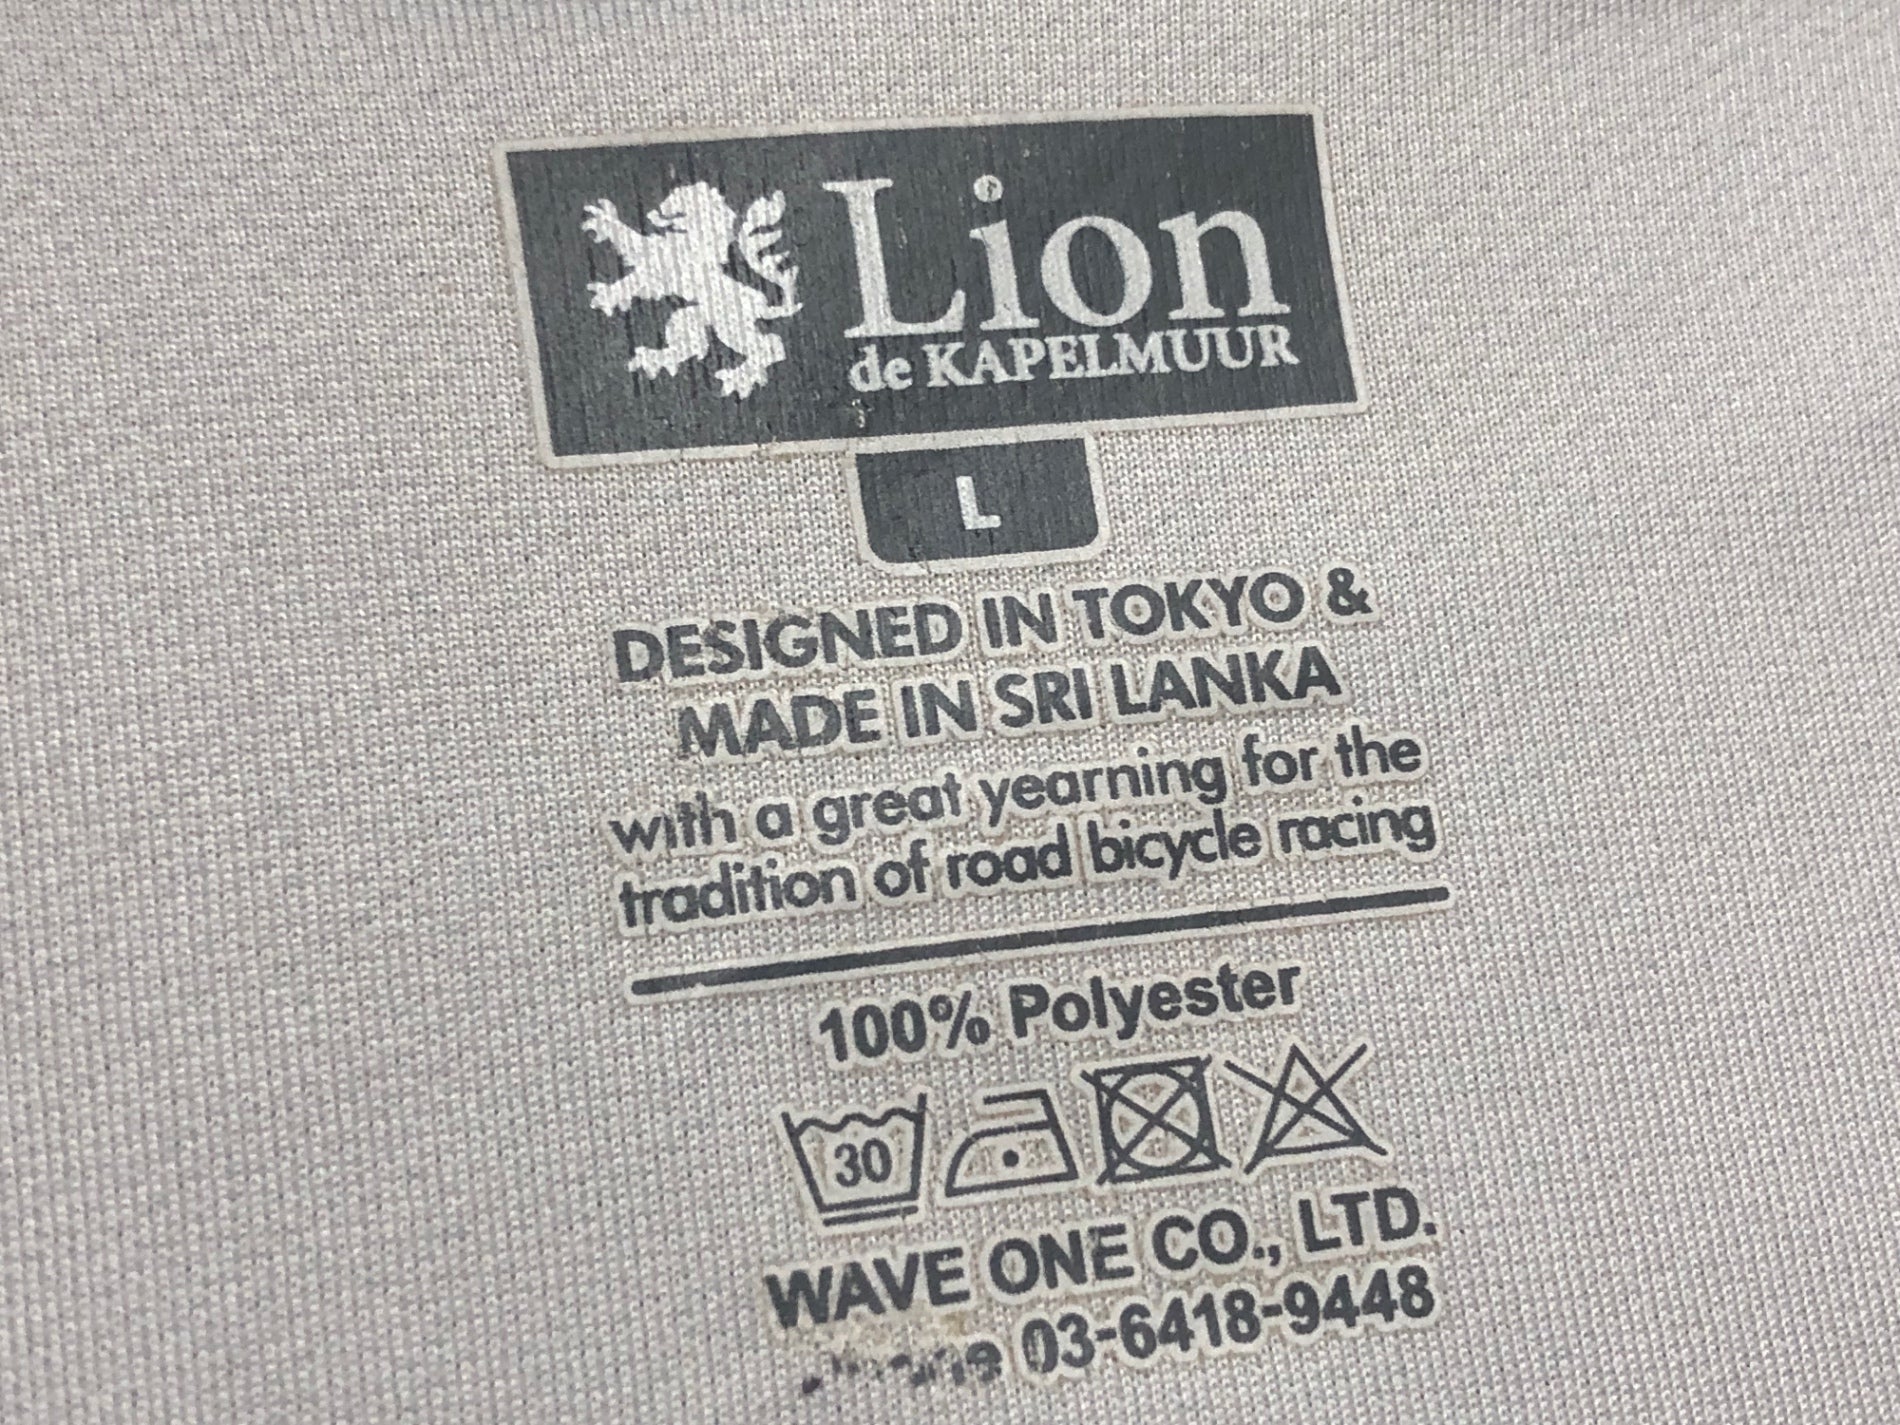 Lion
de KAPELMUUR
L
DESIGNED IN TOKYO &
MADE IN SRI LANKA
with a great yearning for the
tradition of road bicycle racing
100% Polyester
30
WAVE ONE CO., LTD.
03-6418-9448